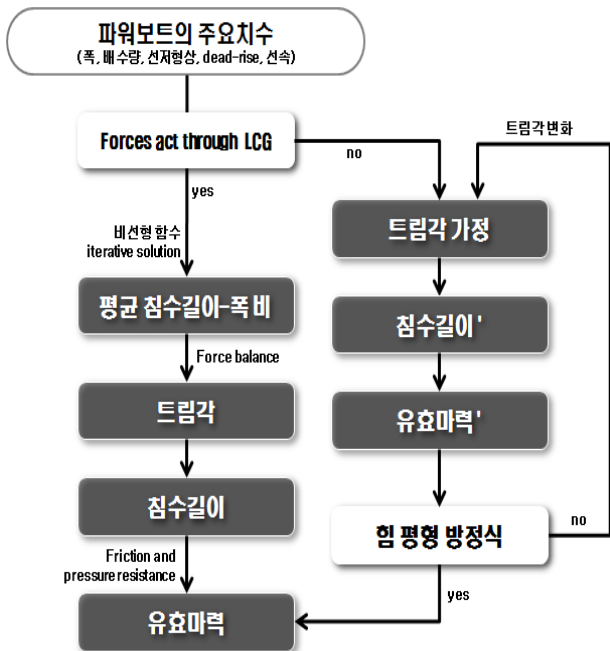 파워보트의 주요치수
(폭, 배수량, 선저형상, dead-rise, 선속)
Forces act through LCG
no
트림각 변화
yes
비선형 함수
iterative solution
트림각 가정
평균 침수길이-폭 비
침수길이 '
Force balance
트림각
유효마력'
침수길이
힘 평형 방정식
no
Friction and
pressure resistance
yes
유효마력